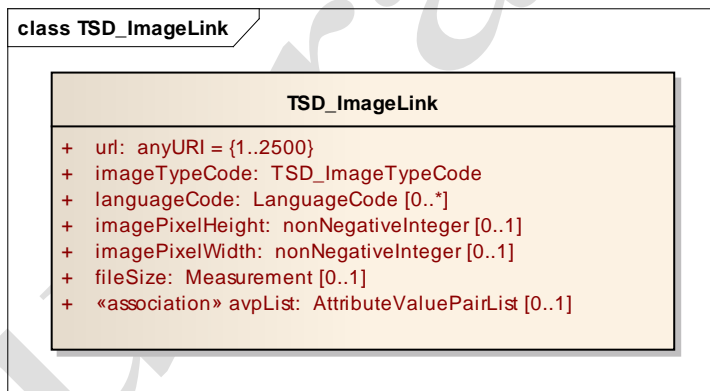 class TSD_ImageLink
TSD_ImageLink
+ url: anyURI = {1..2500}
+ imageTypeCode: TSD_ImageTypeCode
+ languageCode: LanguageCode [0..*]
+ imagePixelHeight: nonNegativeInteger [0..1]
+ imagePixelWidth: nonNegativeInteger [0..1]
+ fileSize: Measurement [0..1]
+ «association» avpList: AttributeValuePairList [0..1]